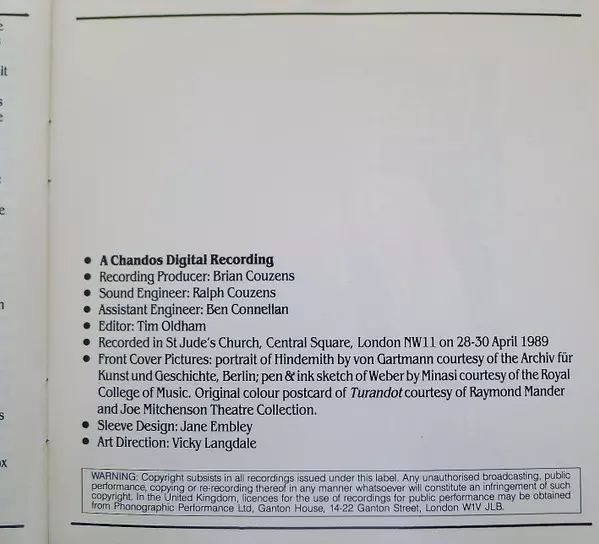 e
s
it
s
e
:
e
n
s
ox
• A Chandos Digital Recording
• Recording Producer: Brian Couzens
• Sound Engineer: Ralph Couzens
• Assistant Engineer: Ben Connellan
• Editor: Tim Oldham
• Recorded in St Jude's Church, Central Square, London NW11 on 28-30 April 1989
• Front Cover Pictures: portrait of Hindemith by von Gartmann courtesy of the Archiv für
Kunst und Geschichte, Berlin; pen & ink sketch of Weber by Minasi courtesy of the Royal
College of Music. Original colour postcard of Turandot courtesy of Raymond Mander
and Joe Mitchenson Theatre Collection.
• Sleeve Design: Jane Embley
• Art Direction: Vicky Langdale
WARNING: Copyright subsists in all recordings issued under this label. Any unauthorised broadcasting, public
performance, copying or re-recording thereof in any manner whatsoever will constitute an infringement of such
copyright. In the United Kingdom, licences for the use of recordings for public performance may be obtained
from Phonographic Performance Ltd, Ganton House, 14-22 Ganton Street, London W1V JLB.